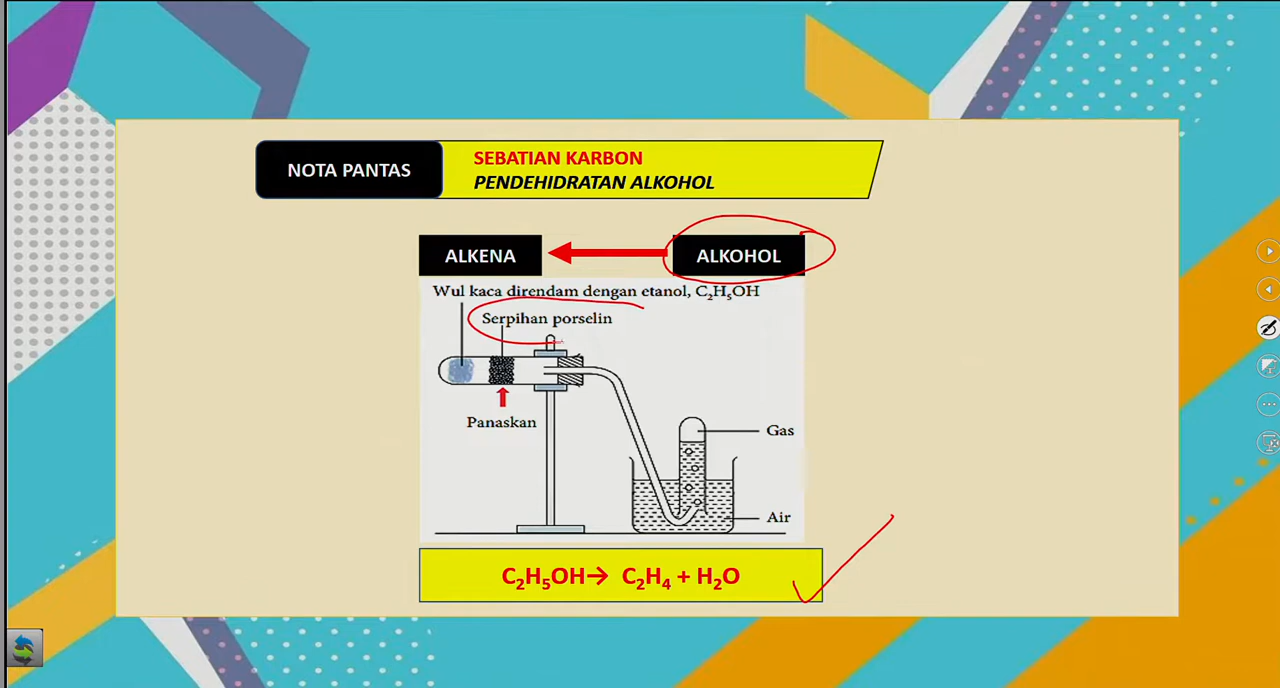 NOTA PANTAS
SEBATIAN KARBON
PENDEHIDRATAN ALKOHOL
ALKENA
ALKOHOL
Wul kaca direndam dengan etanol, C₂H₅OH
Serpihan porselin
Panaskan
Gas
Air
C₂H₅OH→ C₂H₄ + H₂O